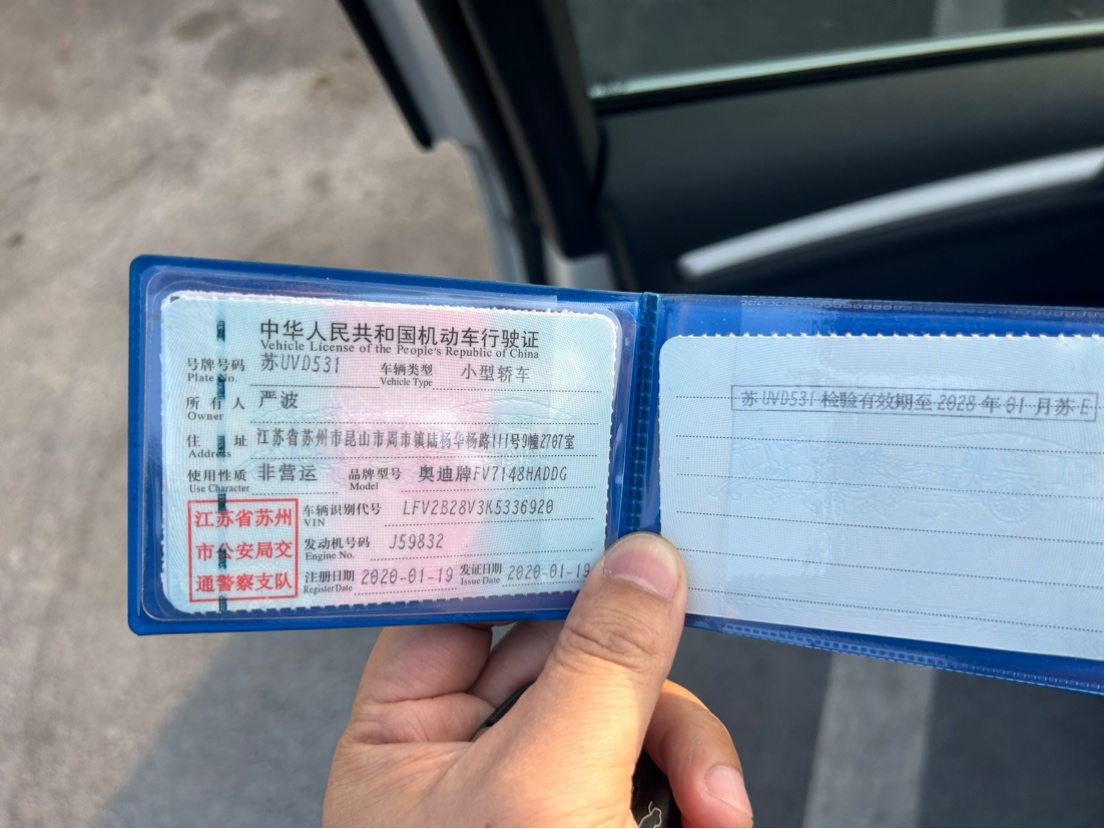 中华人民共和国机动车行驶证
Vehicle License of the People's Republic of China
号牌号码 苏UVD531 车辆类型 小型轿车
Plate No. Vehicle Type
所有人 严波
Owner
住址 江苏省苏州市昆山市周市镇陆杨华杨路111号9幢2707室
Address
使用性质 非营运 品牌型号 奥迪牌FV7148HADDG
Use Character Model
江苏省苏州
市公安局交
通警察支队
车辆识别代号 LFV2B28V3K5336920
VIN
发动机号码 J59832
Engine No.
注册日期 2020-01-19 发证日期 2020-01-19
Register Date Issue Date
苏UVD531 检验有效期至 2028 年 01 月苏E